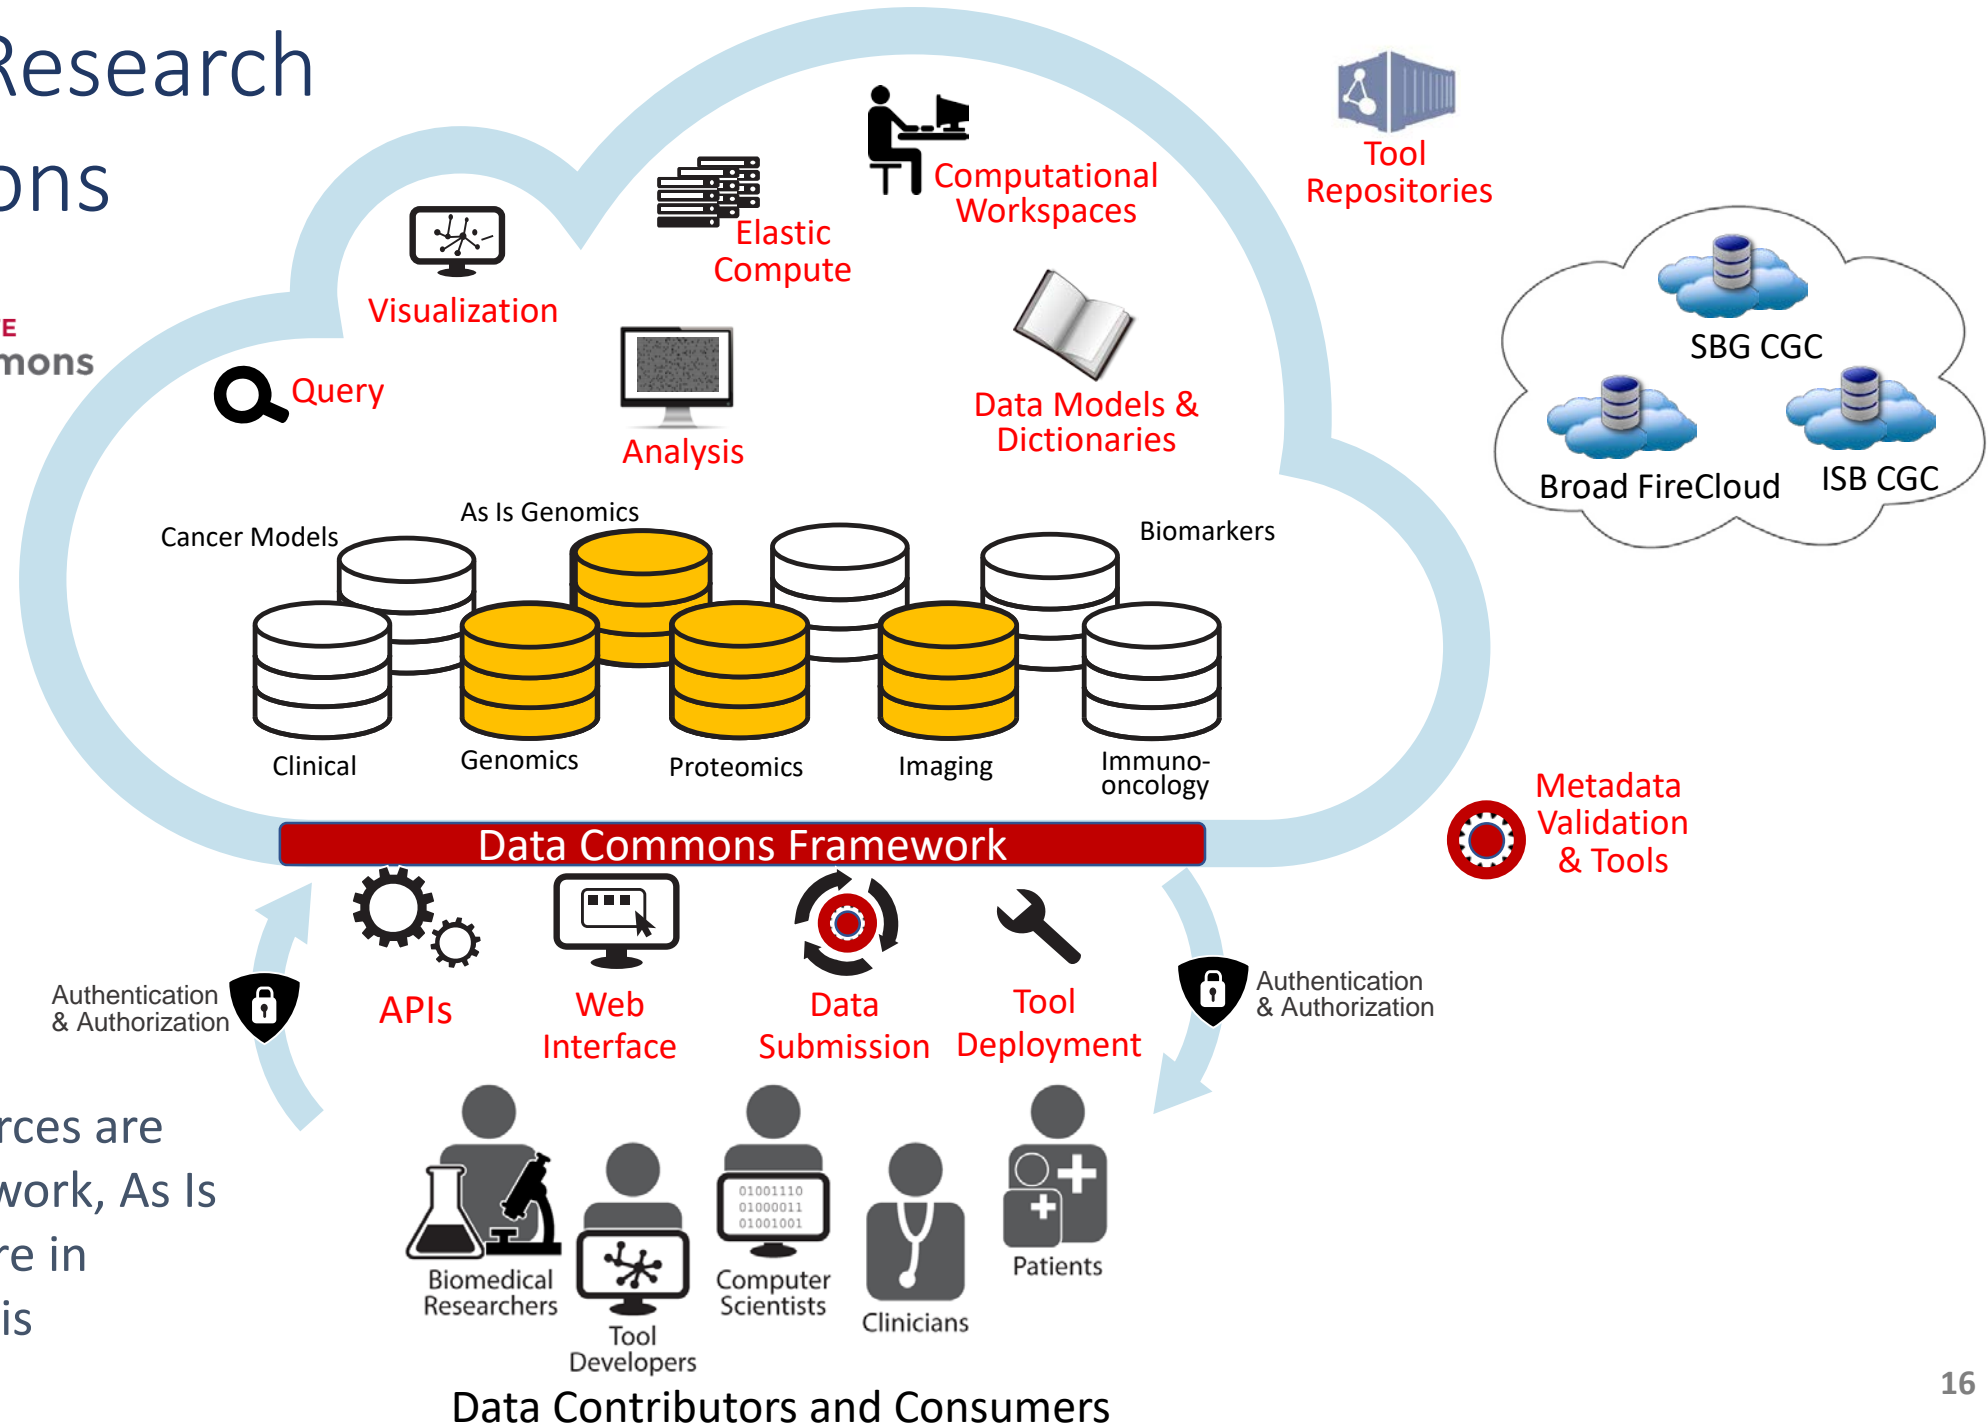 Research
ons
TE
mons
Tool
Repositories
Computational
Workspaces
Elastic
Compute
Visualization
Query
Analysis
Data Models &
Dictionaries
SBG CGC
Broad FireCloud
ISB CGC
As Is Genomics
Cancer Models
Biomarkers
Clinical
Genomics
Proteomics
Imaging
Immuno-
oncology
Data Commons Framework
Metadata
Validation
& Tools
Authentication
& Authorization
APIs
Web
Interface
Data
Submission
Tool
Deployment
Authentication
& Authorization
rces are
work, As Is
re in
is
01001110
01000011
01001001
Biomedical
Researchers
Tool
Developers
Computer
Scientists
Clinicians
Patients
Data Contributors and Consumers
16